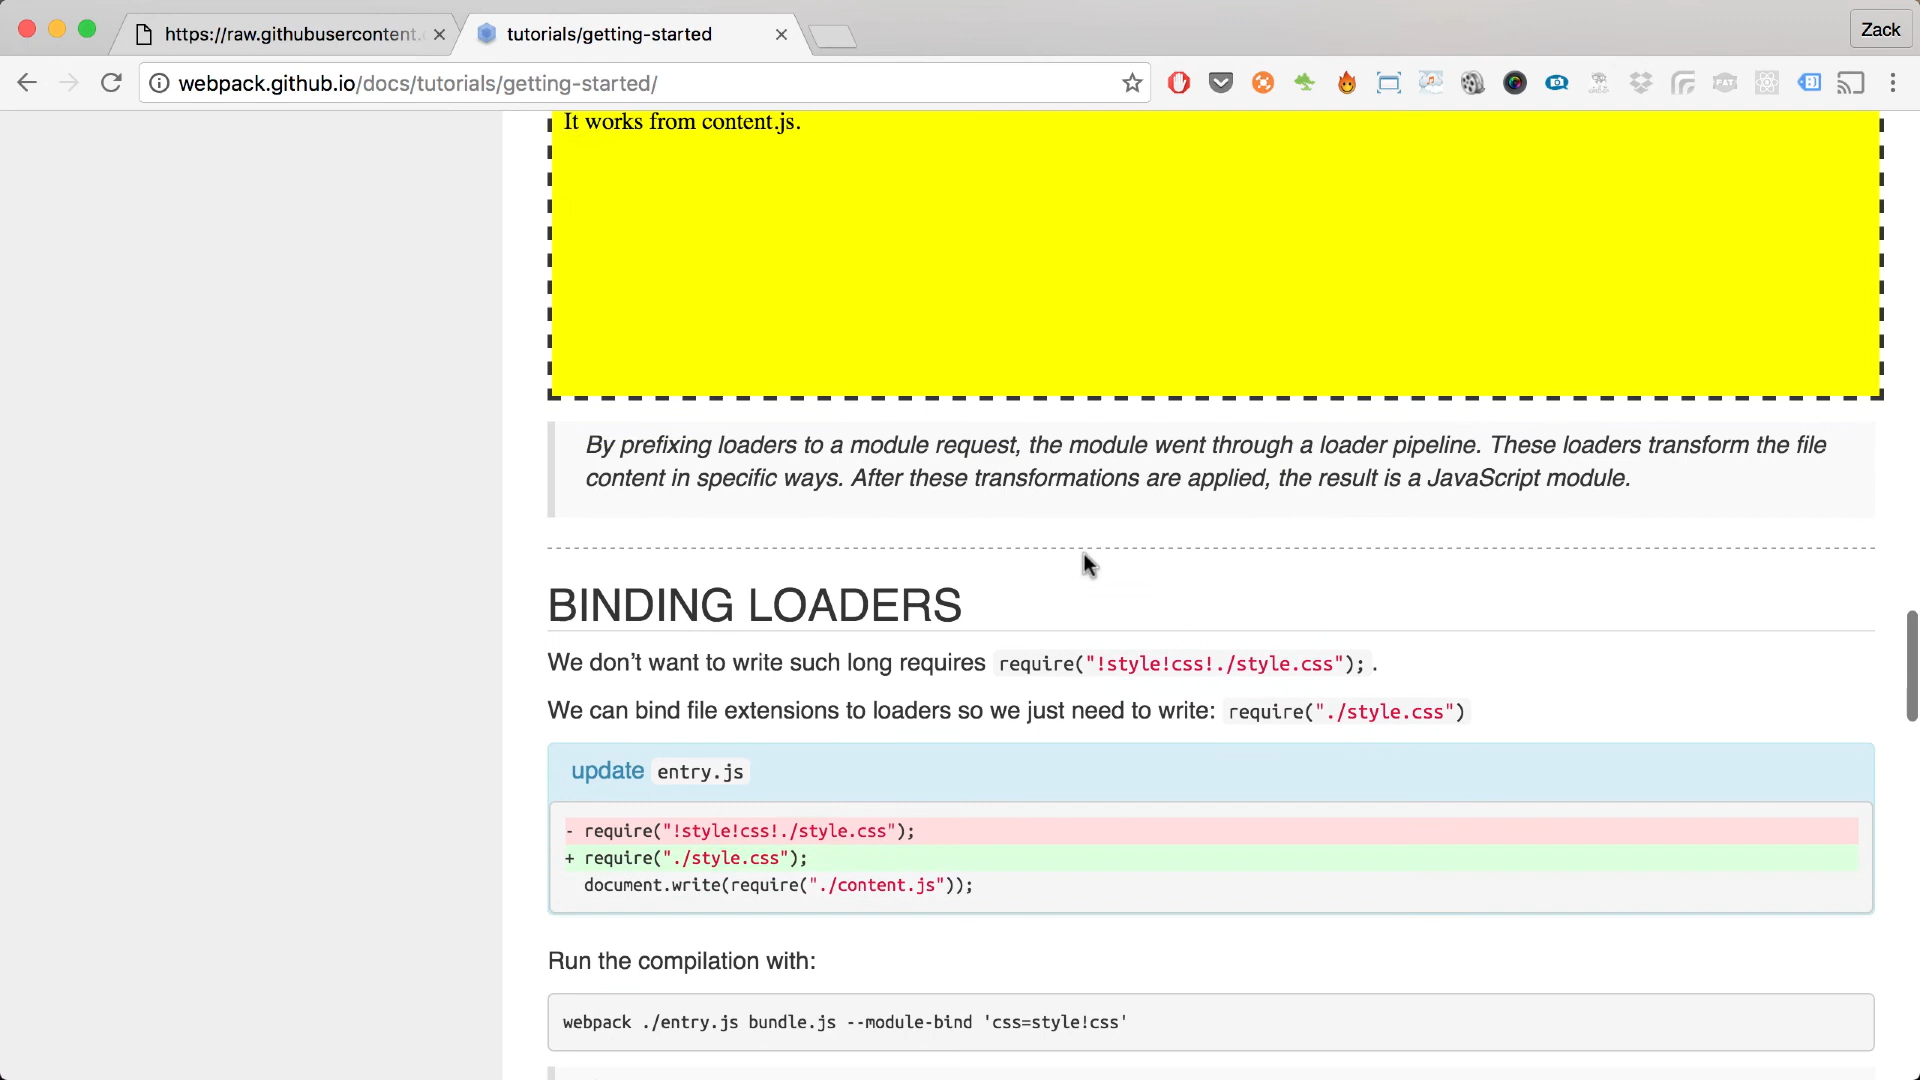 https://raw.githubusercontent.
tutorials/getting-started
Zack
webpack.github.io/docs/tutorials/getting-started/
It works from content.js.
By prefixing loaders to a module request, the module went through a loader pipeline. These loaders transform the file
content in specific ways. After these transformations are applied, the result is a JavaScript module.
BINDING LOADERS
We don’t want to write such long requires require("!style!css!./style.css"); .
We can bind file extensions to loaders so we just need to write: require("./style.css")
update entry.js
- require("!style!css!./style.css");
+ require("./style.css");
document.write(require("./content.js"));
Run the compilation with:
webpack ./entry.js bundle.js --module-bind 'css=style!css'